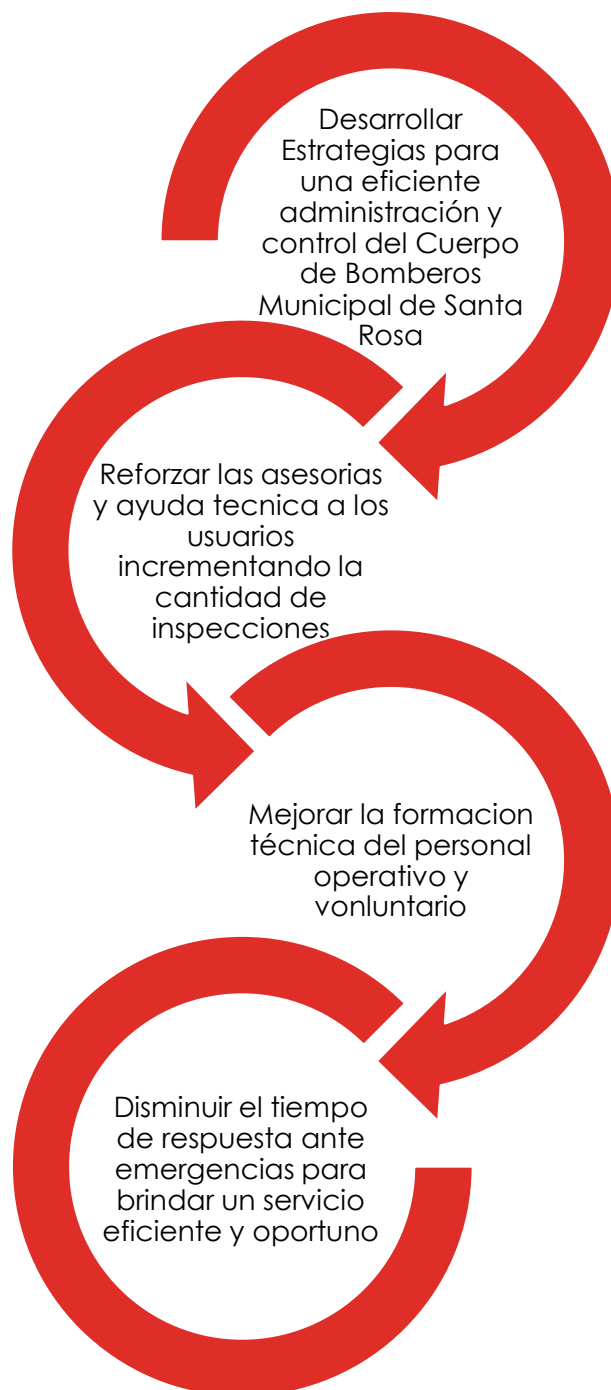 Desarrollar
Estrategias para
una eficiente
administración y
control del Cuerpo
de Bomberos
Municipal de Santa
Rosa
Reforzar las asesorias
y ayuda tecnica a los
usuarios
incrementando la
cantidad de
inspecciones
Mejorar la formacion
técnica del personal
operativo y
vonluntario
Disminuir el tiempo
de respuesta ante
emergencias para
brindar un servicio
eficiente y oportuno